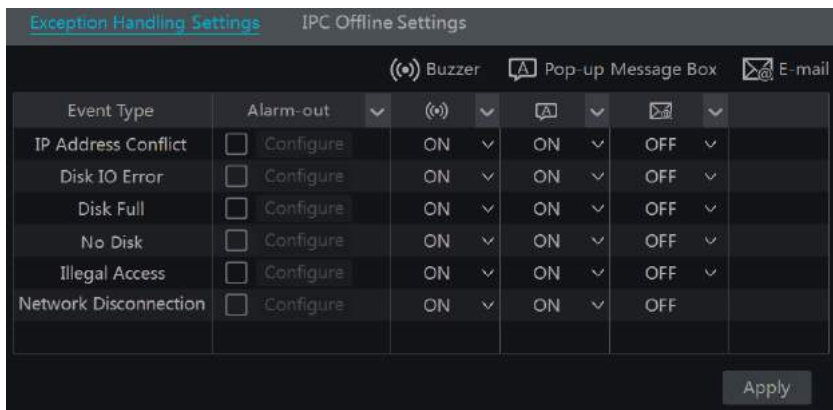 Exception Handling Settings IPC Offline Settings
Buzzer A Pop-up Message Box E-mail
Event Type Alarm-out A
IP Address Conflict Configure ON ON OFF
Disk IO Error Configure ON ON OFF
Disk Full Configure ON ON OFF
No Disk Configure ON ON OFF
Illegal Access Configure ON ON OFF
Network Disconnection Configure ON ON OFF
Apply